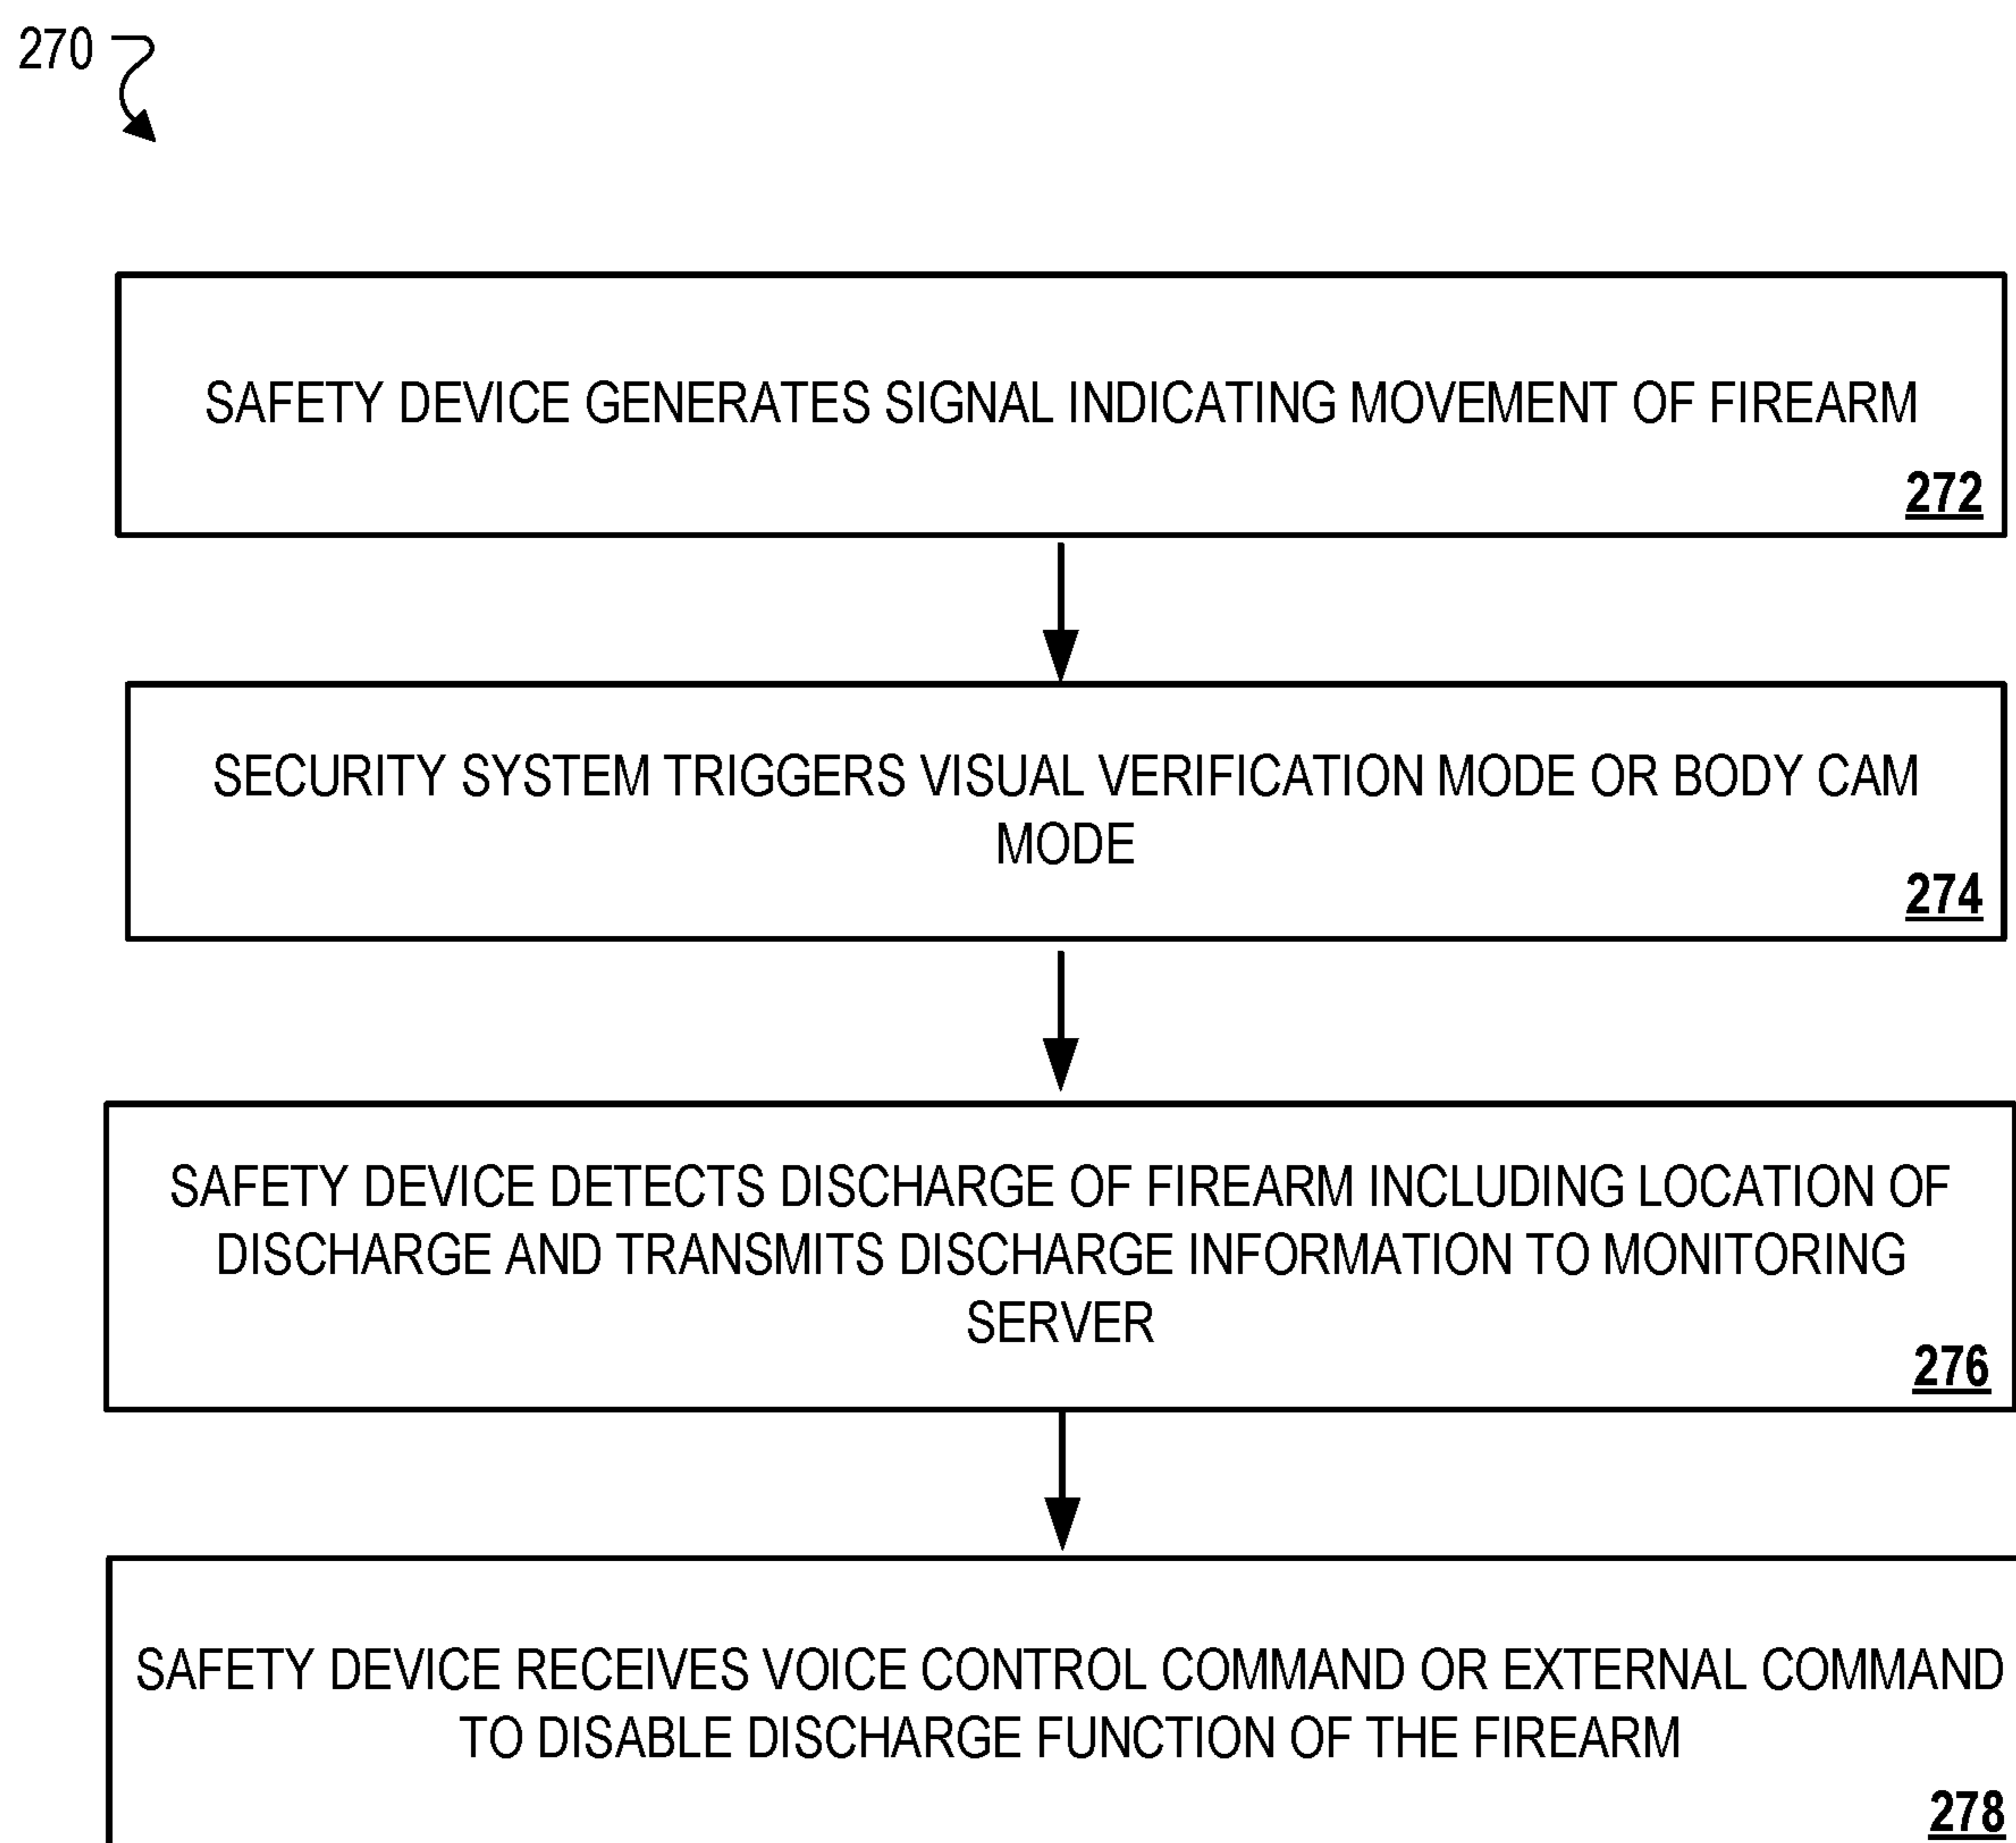 270
SAFETY DEVICE GENERATES SIGNAL INDICATING MOVEMENT OF FIREARM
272
SECURITY SYSTEM TRIGGERS VISUAL VERIFICATION MODE OR BODY CAM
MODE
274
SAFETY DEVICE DETECTS DISCHARGE OF FIREARM INCLUDING LOCATION OF
DISCHARGE AND TRANSMITS DISCHARGE INFORMATION TO MONITORING
SERVER
276
SAFETY DEVICE RECEIVES VOICE CONTROL COMMAND OR EXTERNAL COMMAND
TO DISABLE DISCHARGE FUNCTION OF THE FIREARM
278